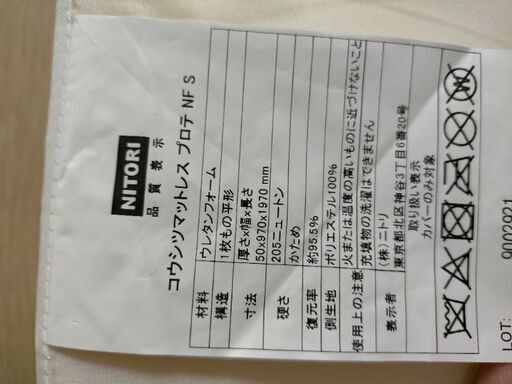 NITORI
品質表示
コウシツマットレス プロテ NF S
材料 ウレタンフォーム
構造 1枚もの平形
寸法 厚さx幅x長さ
50x970x1970 mm
硬さ 205ニュートン
かため
復元率 約95.5%
側生地 ポリエステル100%
使用上の注意 火または温度の高いものに近づけないこと
充填物の洗濯はできません
表示者 (株)ニトリ
東京都北区神谷3丁目6番20号
取り扱い表示
カバーのみ対象
LOT: 9002921